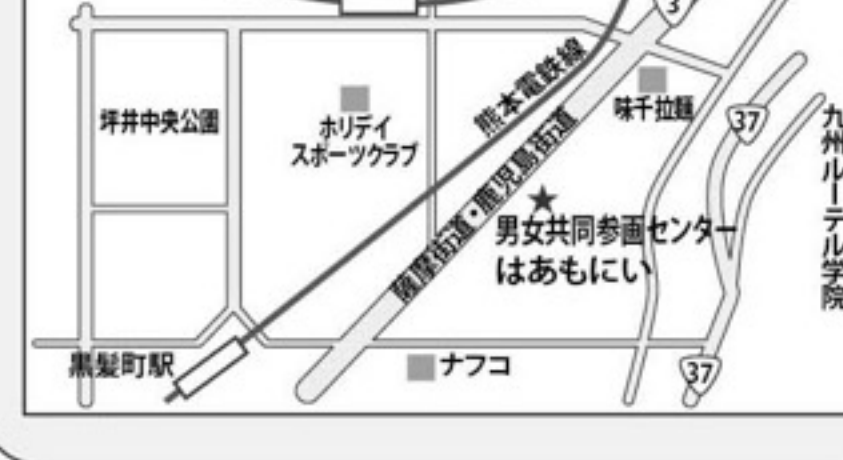 3
熊本電鉄線
味千拉麺
37
坪井中央公園
ホリデイ
スポーツクラブ
九州ルーテル学院
薩摩街道・鹿児島街道
男女共同参画センター
はあもにい
黒髪町駅
ナフコ
37